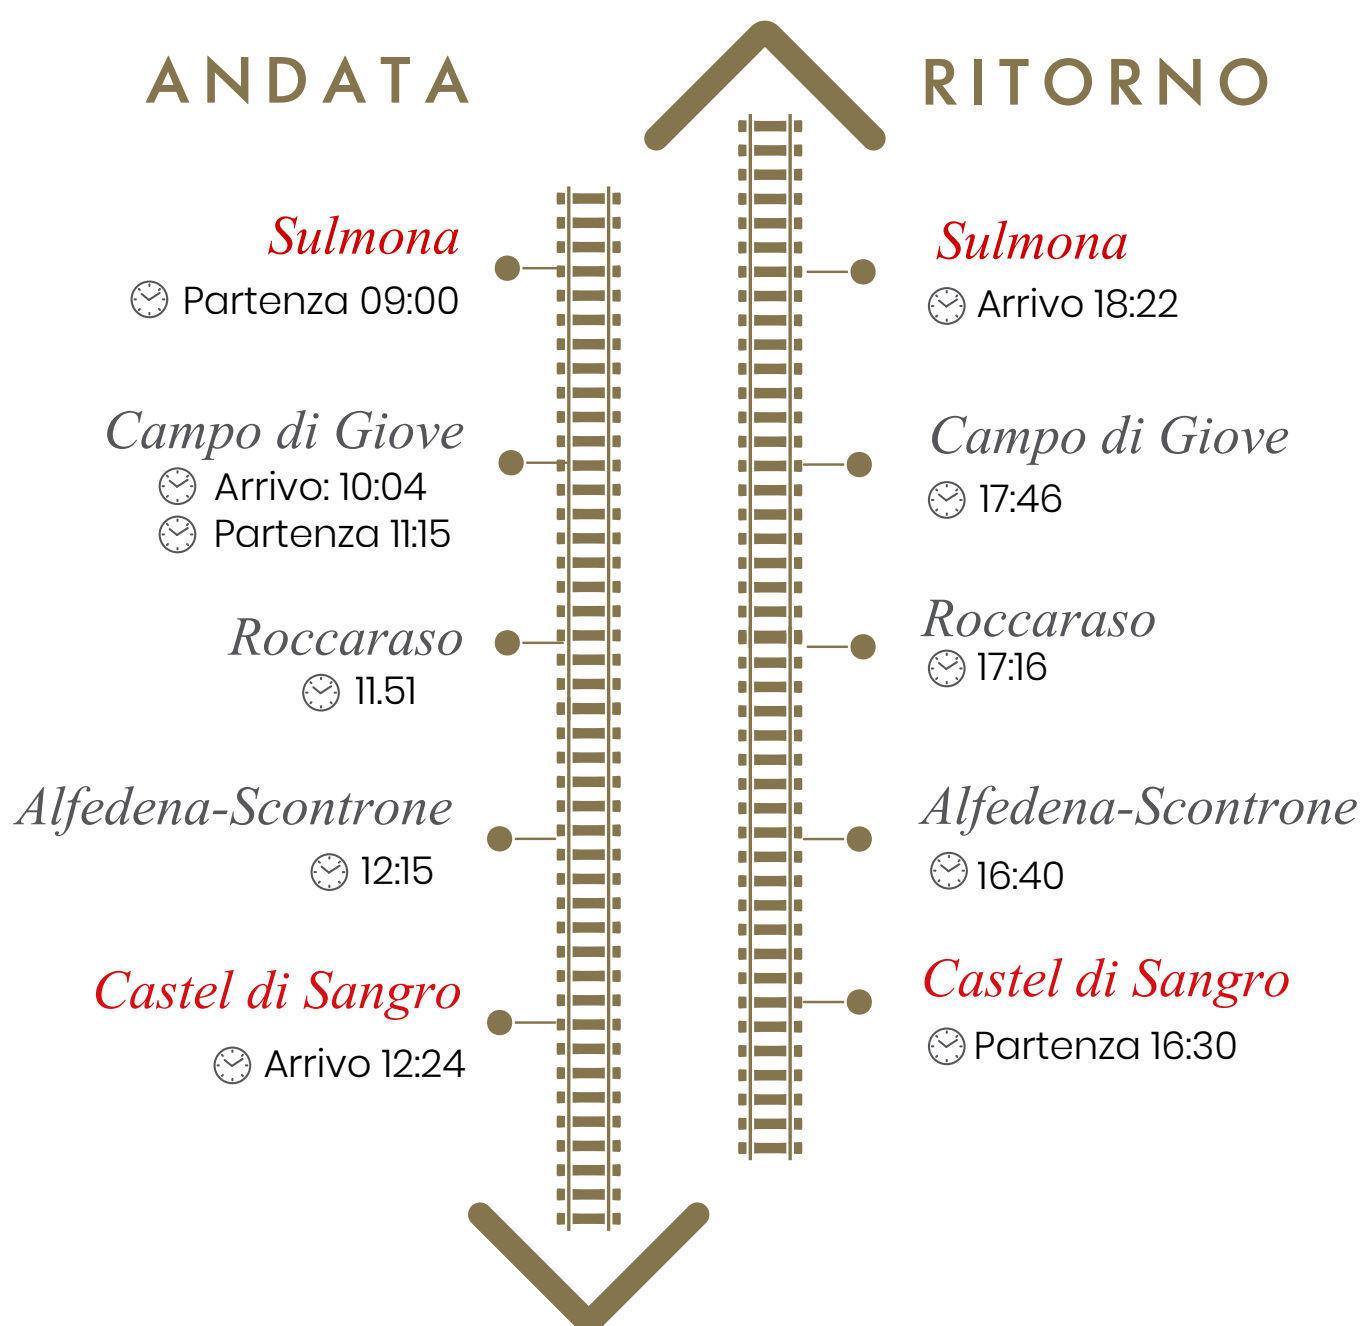 ANDATA
Sulmona
Partenza 09:00
Campo di Giove
Arrivo: 10:04
Partenza 11:15
Roccaraso
11.51
Alfedena-Scontrone
12:15
Castel di Sangro
Arrivo 12:24
RITORNO
Sulmona
Arrivo 18:22
Campo di Giove
17:46
Roccaraso
17:16
Alfedena-Scontrone
16:40
Castel di Sangro
Partenza 16:30